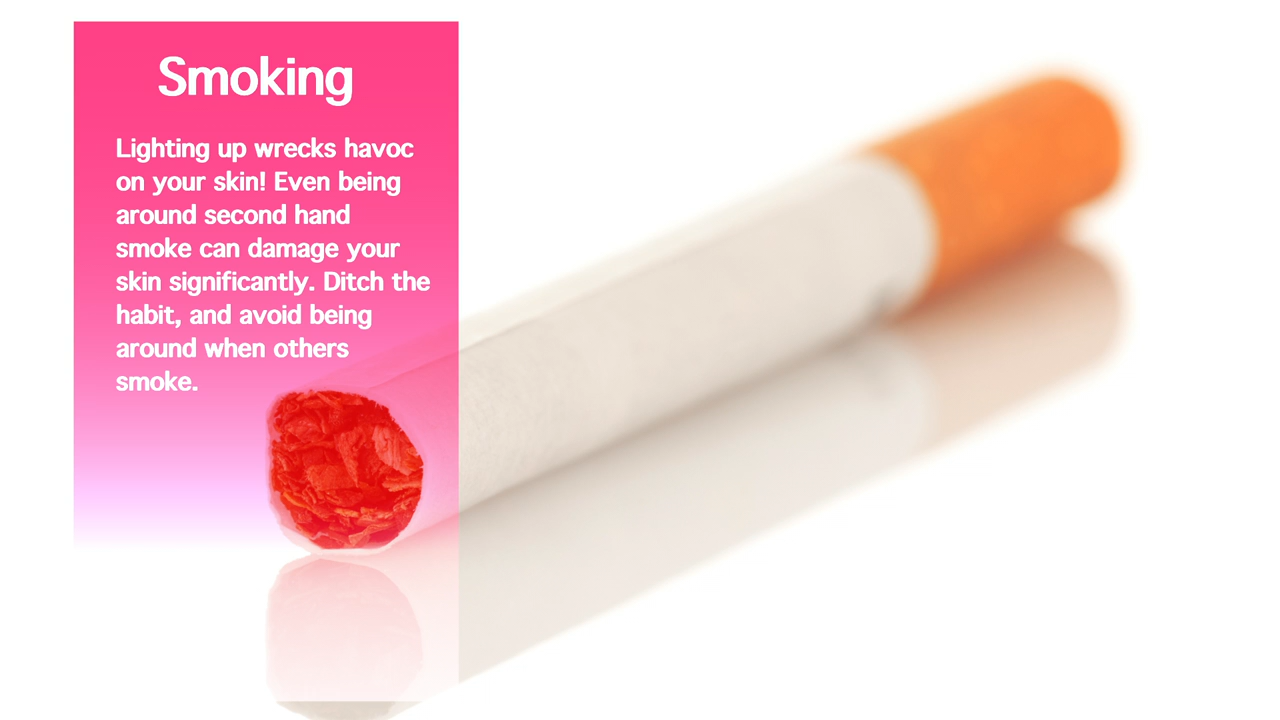 Smoking
Lighting up wrecks havoc
on your skin! Even being
around second hand
smoke can damage your
skin significantly. Ditch the
habit, and avoid being
around when others
smoke.